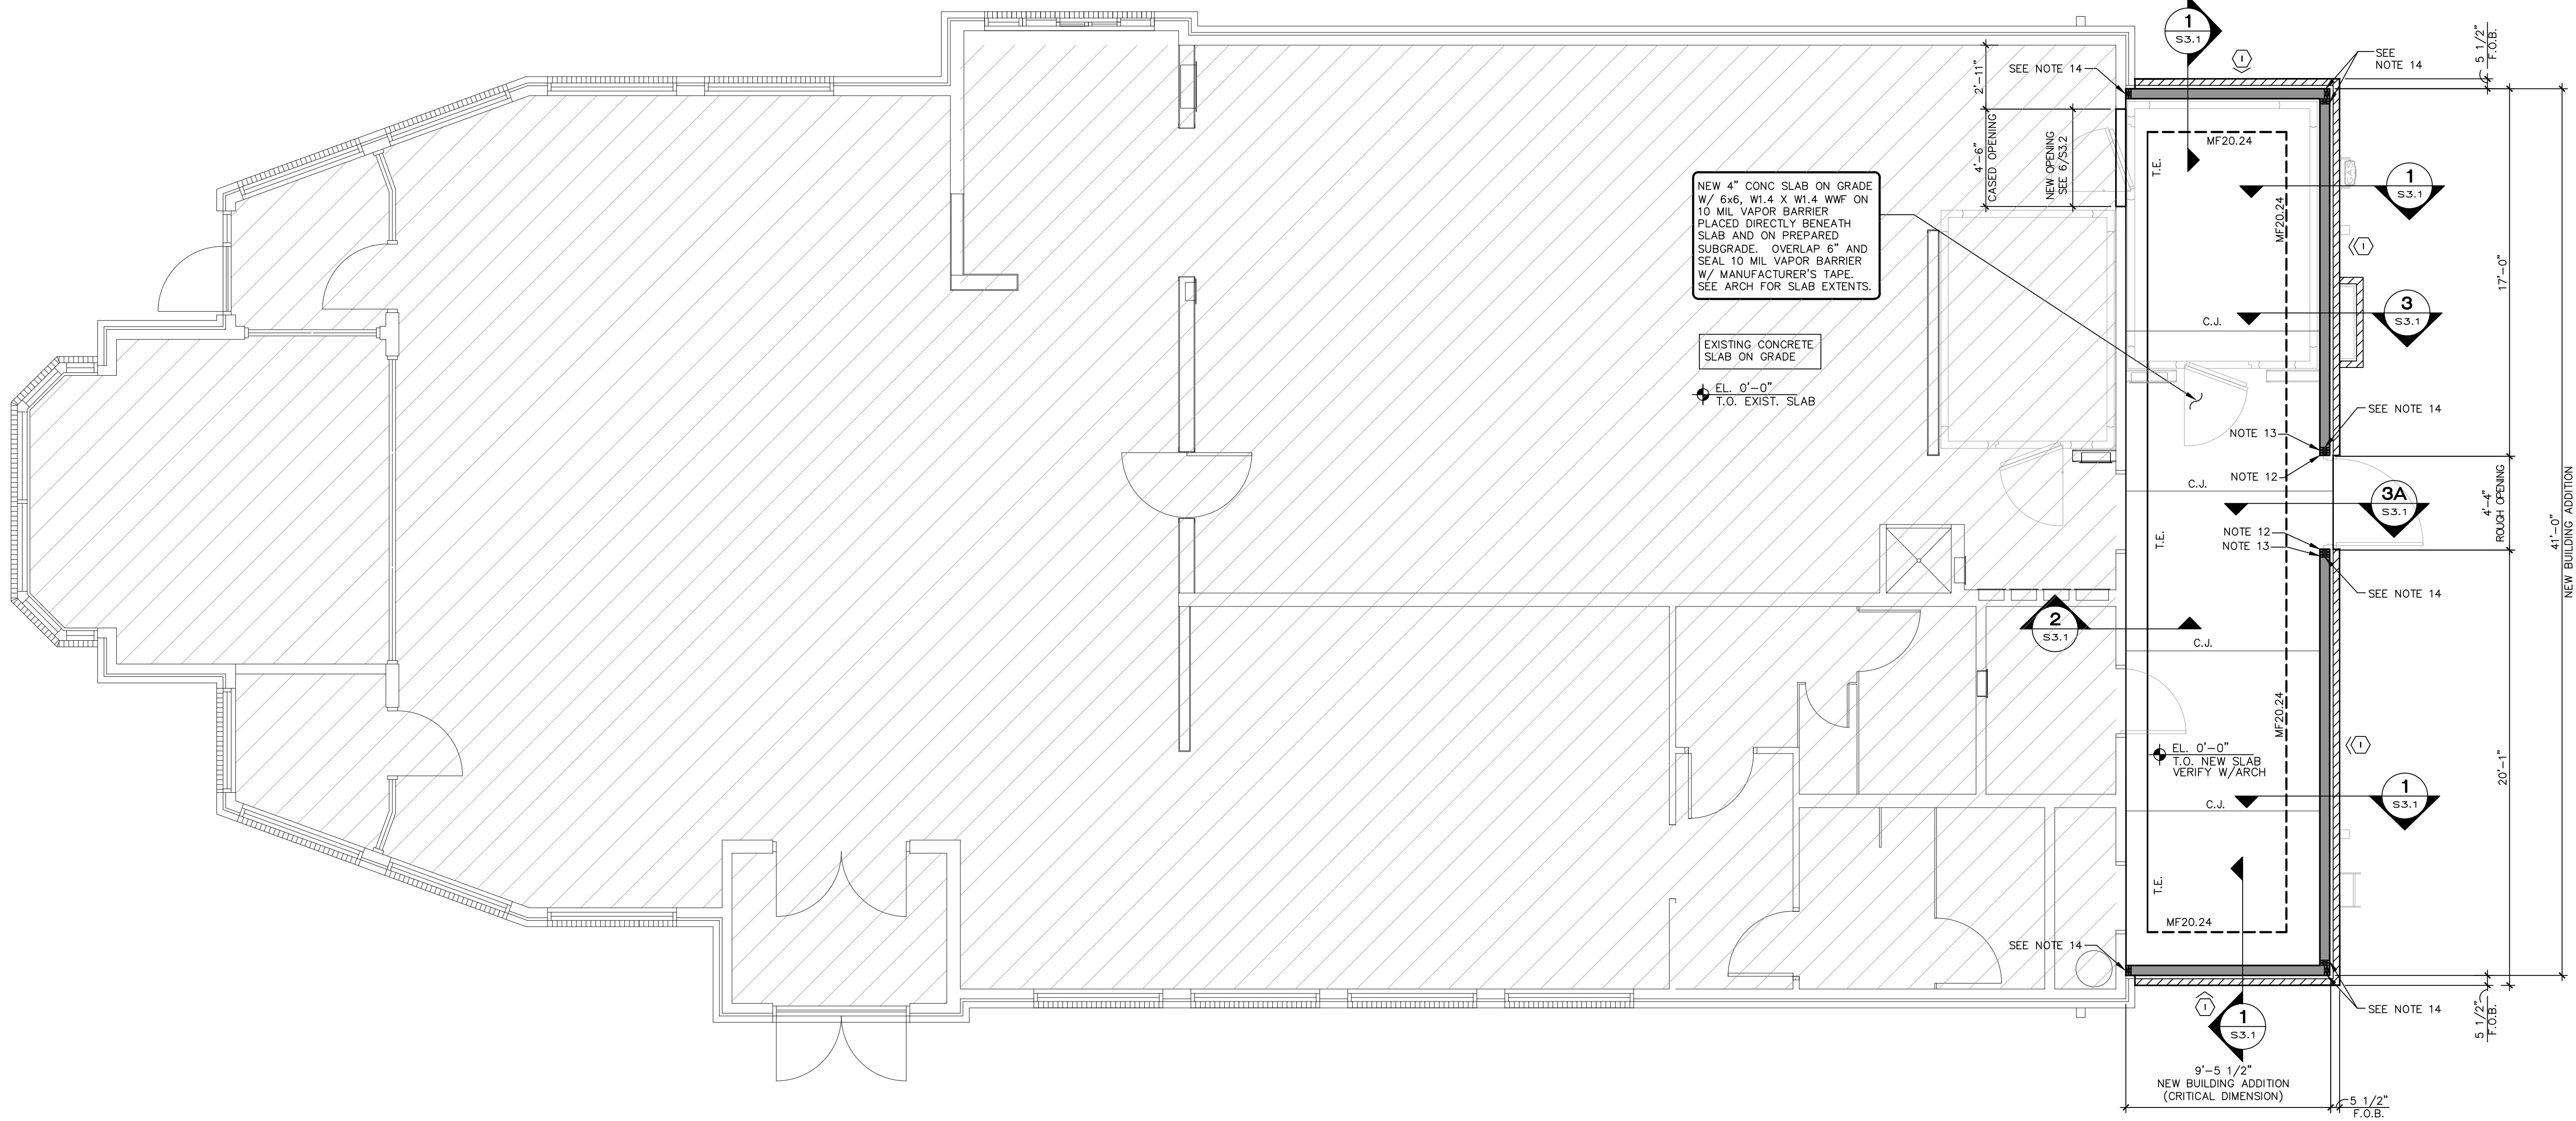 1
S3.1
1
5 1/2"
F.O.B.
SEE
NOTE 14
SEE NOTE 14
2'-11"
4'-6"
CASED OPENING
NEW OPENING
SEE 6/S3.2
MF20.24
T.E.
MF20.24
1
S3.1
1
NEW 4" CONC SLAB ON GRADE
W/ 6x6, W1.4 X W1.4 WWF ON
10 MIL VAPOR BARRIER
PLACED DIRECTLY BENEATH
SLAB AND ON PREPARED
SUBGRADE. OVERLAP 6" AND
SEAL 10 MIL VAPOR BARRIER
W/ MANUFACTURER'S TAPE.
SEE ARCH FOR SLAB EXTENTS.
17'-0"
3
S3.1
C.J.
EXISTING CONCRETE
SLAB ON GRADE
EL. 0'-0"
T.O. EXIST. SLAB
SEE NOTE 14
NOTE 13
NOTE 12
C.J.
3A
S3.1
4'-4"
ROUGH OPENING
41'-0"
NEW BUILDING ADDITION
T.E.
NOTE 12
NOTE 13
SEE NOTE 14
2
S3.1
C.J.
MF20.24
1
EL. 0'-0"
T.O. NEW SLAB
VERIFY W/ARCH
20'-1"
C.J.
1
S3.1
T.E.
MF20.24
SEE NOTE 14
SEE NOTE 14
1
1
S3.1
5 1/2"
F.O.B.
9'-5 1/2"
NEW BUILDING ADDITION
(CRITICAL DIMENSION)
5 1/2"
F.O.B.